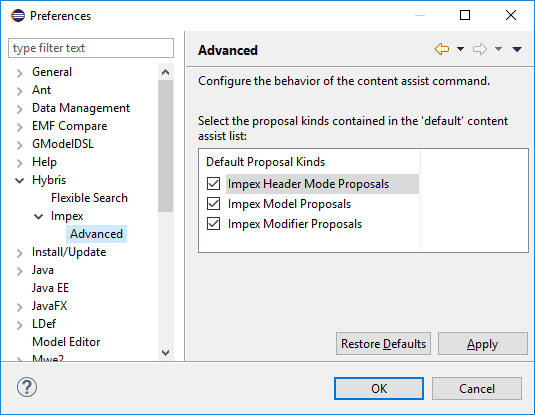 Preferences
type filter text
General
Ant
Data Management
EMF Compare
GModelDSL
Help
Hybris
Flexible Search
Impex
Advanced
Install/Update
Java
Java EE
JavaFX
LDef
Model Editor
Mwe2
Advanced
Configure the behavior of the content assist command.
Select the proposal kinds contained in the 'default' content
assist list:
Default Proposal Kinds
Impex Header Mode Proposals
Impex Model Proposals
Impex Modifier Proposals
Restore Defaults
Apply
?
OK
Cancel